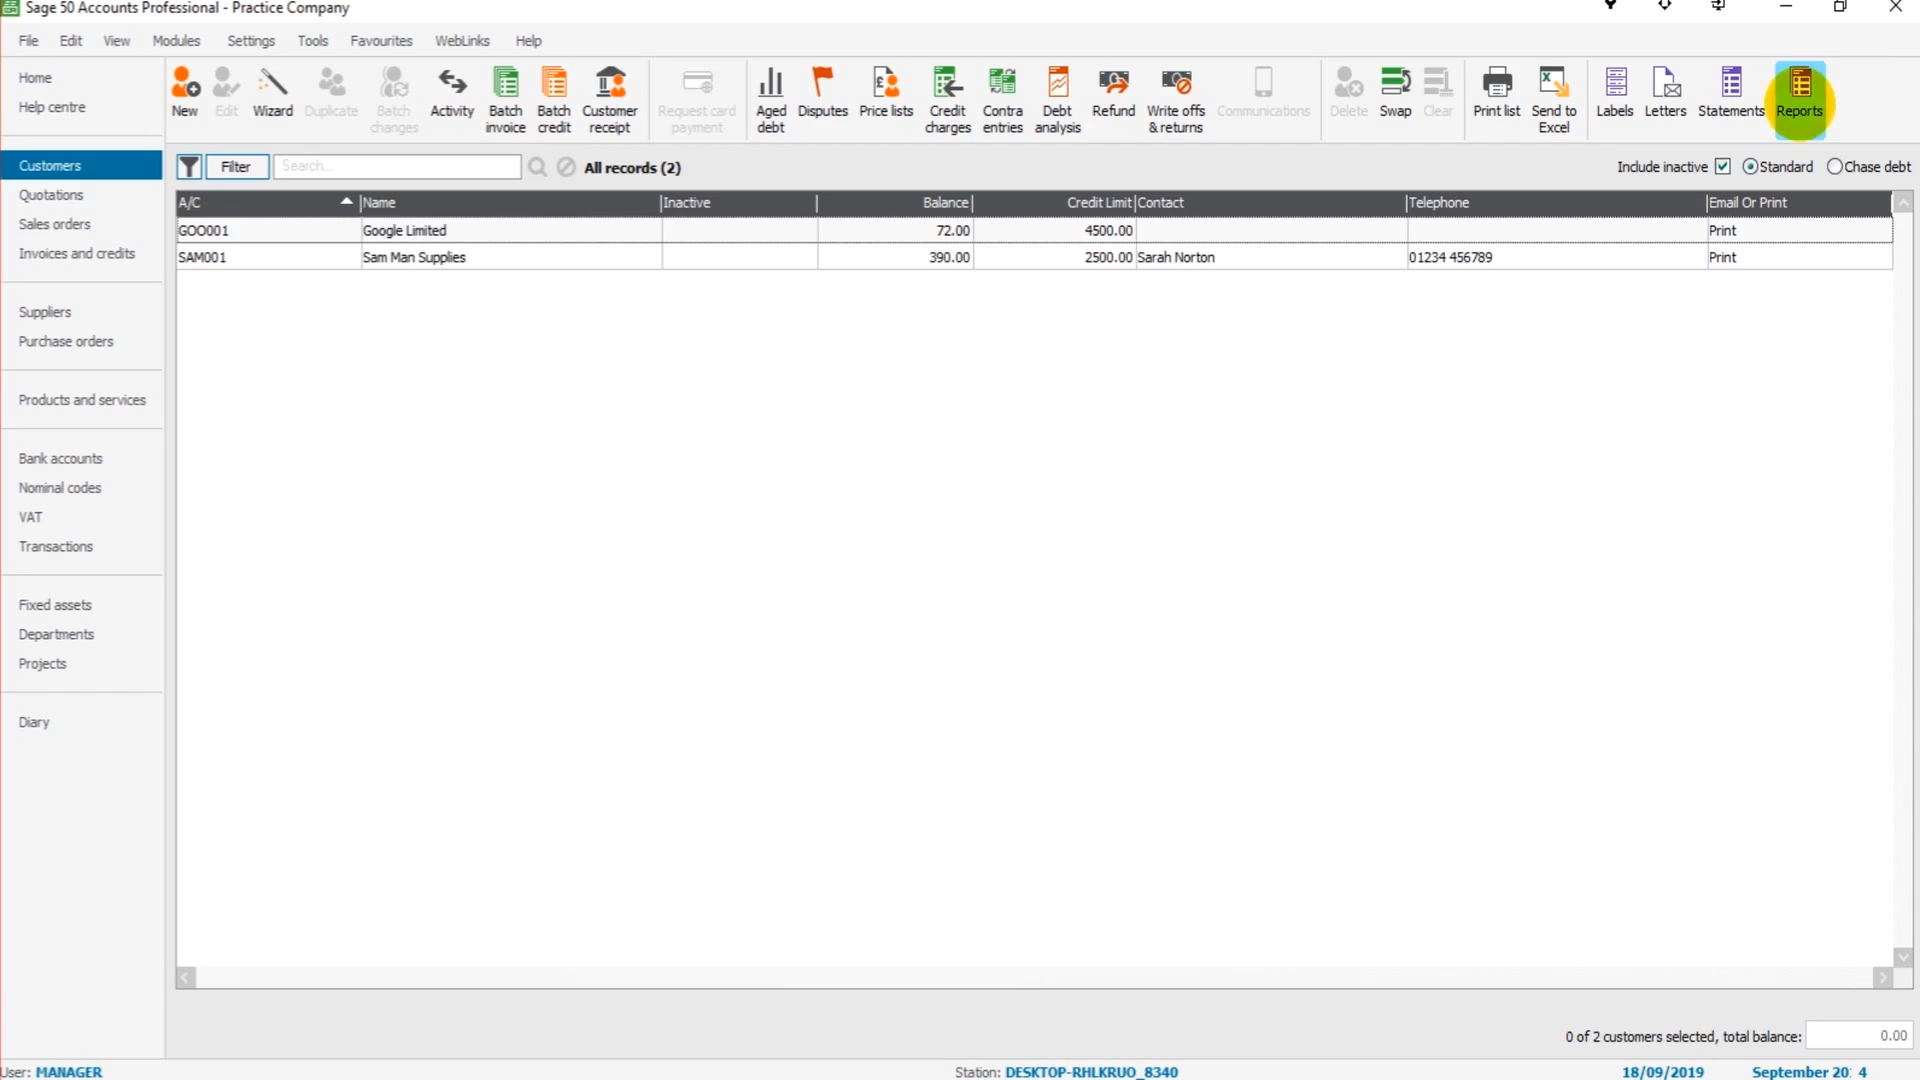 Sage 50 Accounts Professional - Practice Company
File Edit View Modules Settings Tools Favourites WebLinks Help
Home
Help centre
Customers
Quotations
Sales orders
Invoices and credits
Suppliers
Purchase orders
Products and services
Bank accounts
Nominal codes
VAT
Transactions
Fixed assets
Departments
Projects
Diary
New Edit Wizard Duplicate Batch changes Activity Batch invoice Batch credit Customer receipt Request card payment Aged debt Disputes Price lists Credit charges Contra entries Debt analysis Refund Write offs & returns Communications Delete Swap Clear Print list Send to Excel Labels Letters Statements Reports
Filter Search... All records (2) Include inactive Standard Chase debt
A/C Name Inactive Balance Credit Limit Contact Telephone Email Or Print
GOO001 Google Limited 72.00 4500.00 Print
SAM001 Sam Man Supplies 390.00 2500.00 Sarah Norton 01234 456789 Print
0 of 2 customers selected, total balance: 0.00
User: MANAGER Station: DESKTOP-RHLKRUO_8340 18/09/2019 September